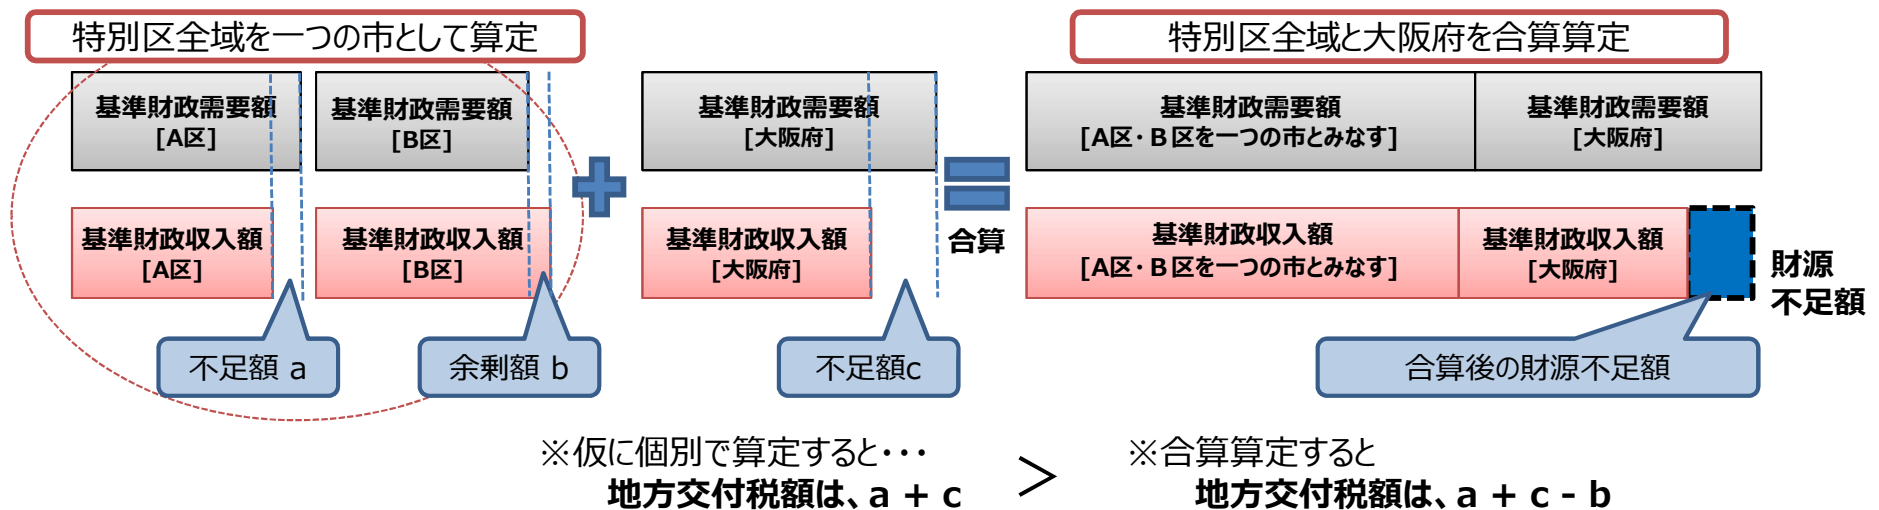 特別区全域を一つの市として算定
特別区全域と大阪府を合算算定
基準財政需要額
[A区]
基準財政需要額
[B区]
基準財政需要額
[大阪府]
基準財政需要額
[A区・B区を一つの市とみなす]
基準財政需要額
[大阪府]
基準財政収入額
[A区]
基準財政収入額
[B区]
基準財政収入額
[大阪府]
合算
基準財政収入額
[A区・B区を一つの市とみなす]
基準財政収入額
[大阪府]
財源
不足額
不足額 a
余剰額 b
不足額c
合算後の財源不足額
※仮に個別で算定すると・・・
地方交付税額は、a + c
＞
※合算算定すると
地方交付税額は、a + c - b